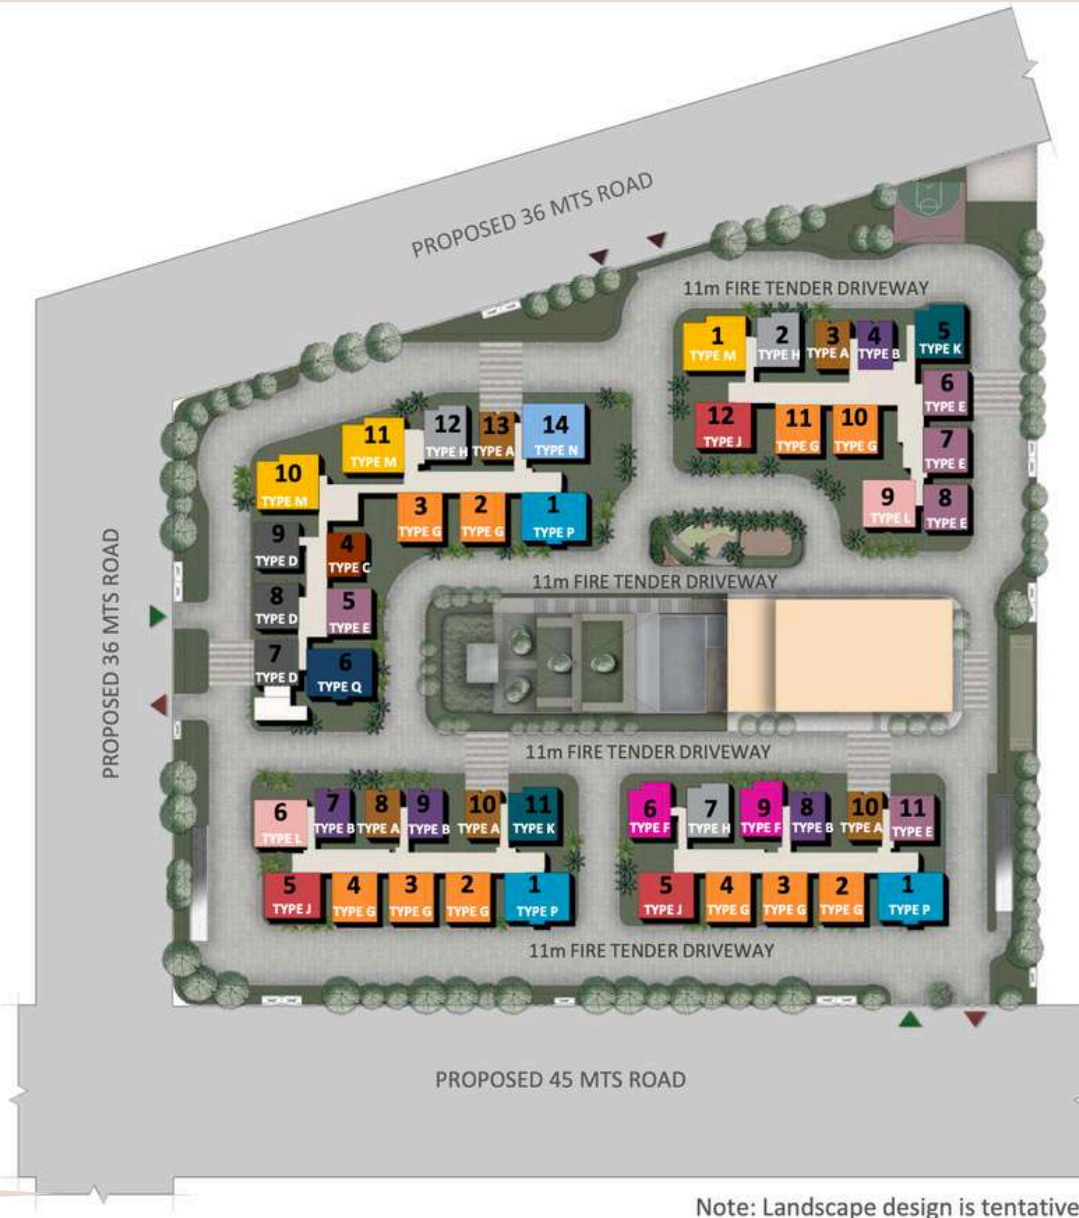 PROPOSED 36 MTS ROAD
11m FIRE TENDER DRIVEWAY
1
TYPE M
2
TYPE H
3
TYPE A
4
TYPE B
5
TYPE K
6
TYPE E
7
TYPE E
8
TYPE E
9
TYPE L
10
TYPE G
11
TYPE G
12
TYPE J
10
TYPE M
11
TYPE M
12
TYPE H
13
TYPE A
14
TYPE N
3
TYPE G
2
TYPE G
1
TYPE P
9
TYPE D
4
TYPE C
8
TYPE D
5
TYPE E
7
TYPE D
6
TYPE Q
PROPOSED 36 MTS ROAD
11m FIRE TENDER DRIVEWAY
11m FIRE TENDER DRIVEWAY
6
TYPE L
7
TYPE B
8
TYPE A
9
TYPE B
10
TYPE A
11
TYPE K
5
TYPE J
4
TYPE G
3
TYPE G
2
TYPE G
1
TYPE P
6
TYPE F
7
TYPE H
9
TYPE F
8
TYPE B
10
TYPE A
11
TYPE E
5
TYPE J
4
TYPE G
3
TYPE G
2
TYPE G
1
TYPE P
11m FIRE TENDER DRIVEWAY
PROPOSED 45 MTS ROAD
Note: Landscape design is tentative